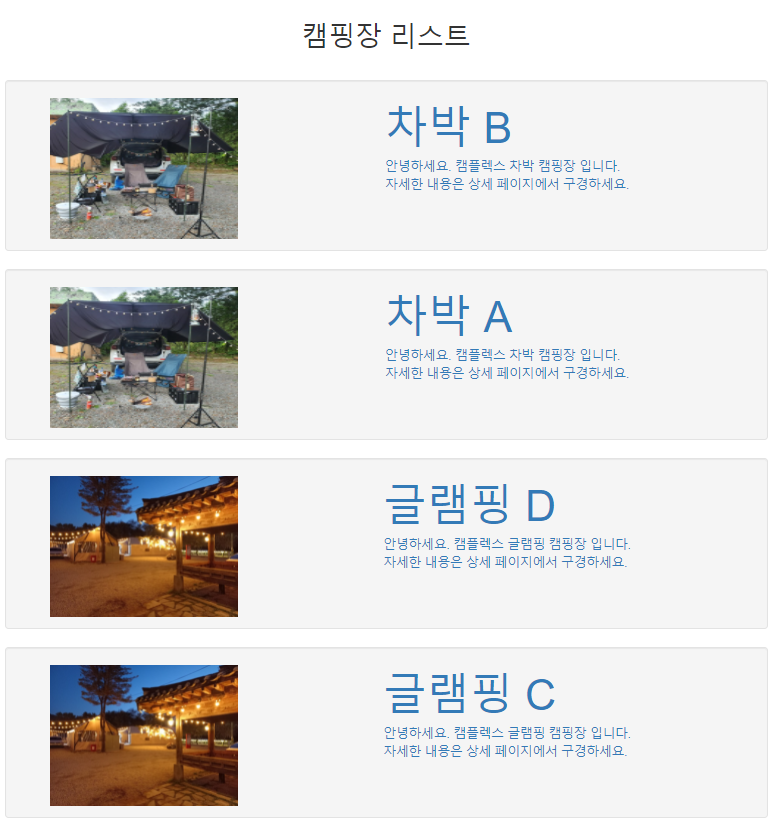 캠핑장 리스트
차박 B
안녕하세요. 캠플렉스 차박 캠핑장 입니다.
자세한 내용은 상세 페이지에서 구경하세요.
차박 A
안녕하세요. 캠플렉스 차박 캠핑장 입니다.
자세한 내용은 상세 페이지에서 구경하세요.
글램핑 D
안녕하세요. 캠플렉스 글램핑 캠핑장 입니다.
자세한 내용은 상세 페이지에서 구경하세요.
글램핑 C
안녕하세요. 캠플렉스 글램핑 캠핑장 입니다.
자세한 내용은 상세 페이지에서 구경하세요.